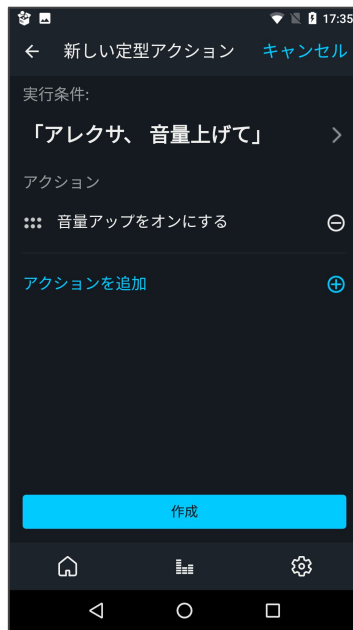 17:35
新しい定型アクション キャンセル
実行条件:
「アレクサ、 音量上げて」
アクション
音量アップをオンにする
アクションを追加
作成